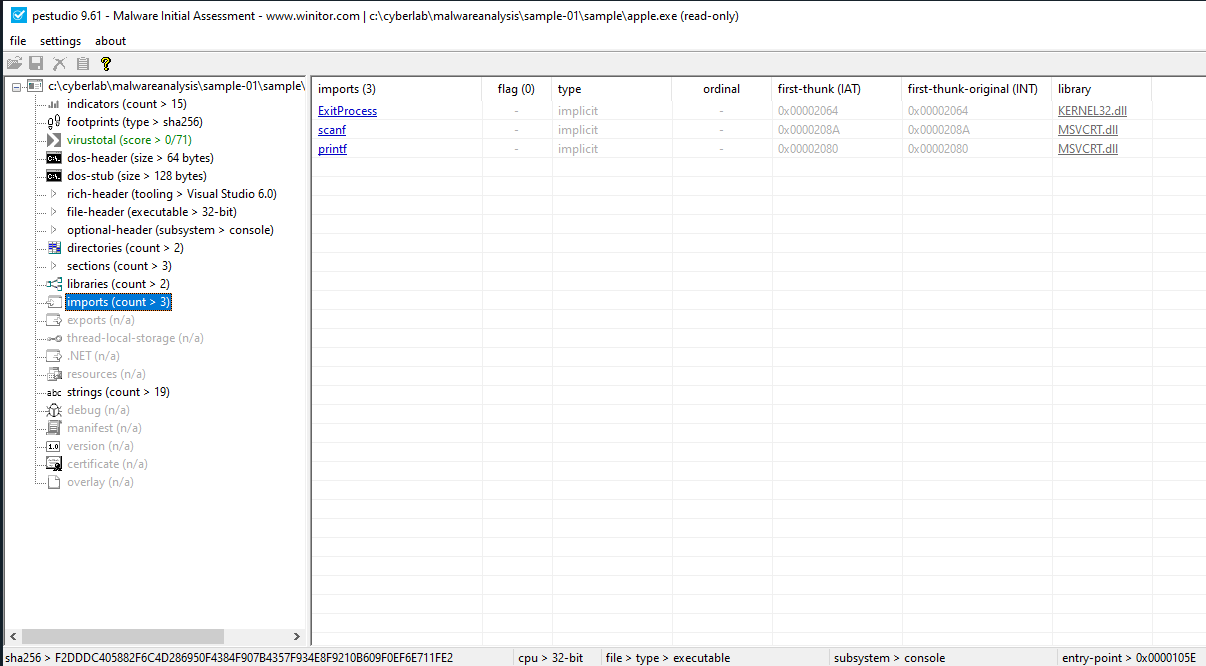 pestudio 9.61 - Malware Initial Assessment - www.winitor.com | c:\cyberlab\malwareanalysis\sample-01\sample\apple.exe (read-only)
file settings about
c:\cyberlab\malwareanalysis\sample-01\sample\
indicators (count > 15)
footprints (type > sha256)
virustotal (score > 0/71)
dos-header (size > 64 bytes)
dos-stub (size > 128 bytes)
rich-header (tooling > Visual Studio 6.0)
file-header (executable > 32-bit)
optional-header (subsystem > console)
directories (count > 2)
sections (count > 3)
libraries (count > 2)
imports (count > 3)
exports (n/a)
thread-local-storage (n/a)
.NET (n/a)
resources (n/a)
abc strings (count > 19)
debug (n/a)
manifest (n/a)
1.0 version (n/a)
certificate (n/a)
overlay (n/a)
imports (3) flag (0) type ordinal first-thunk (IAT) first-thunk-original (INT) library
ExitProcess - implicit - 0x00002064 0x00002064 KERNEL32.dll
scanf - implicit - 0x0000208A 0x0000208A MSVCRT.dll
printf - implicit - 0x00002080 0x00002080 MSVCRT.dll
sha256 > F2DDDC405882F6C4D286950F4384F907B4357F934E8F9210B609F0EF6E711FE2 cpu > 32-bit file > type > executable subsystem > console entry-point > 0x0000105E